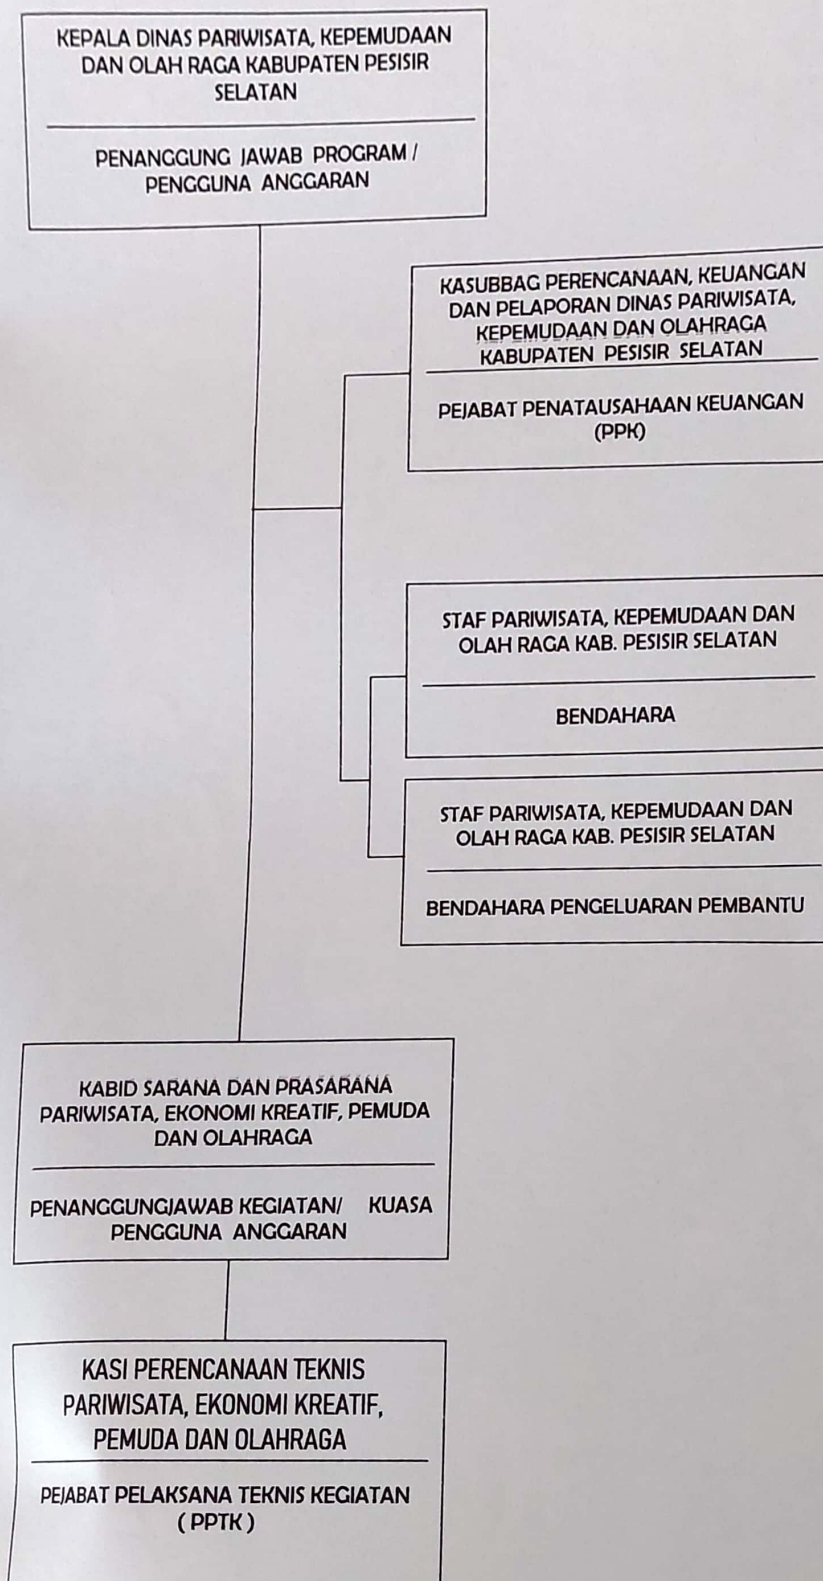 KEPALA DINAS PARIWISATA, KEPEMUDAAN
DAN OLAH RAGA KABUPATEN PESISIR
SELATAN
PENANGGUNG JAWAB PROGRAM /
PENGGUNA ANGGARAN
KASUBBAG PERENCANAAN, KEUANGAN
DAN PELAPORAN DINAS PARIWISATA,
KEPEMUDAAN DAN OLAHRAGA
KABUPATEN PESISIR SELATAN
PEJABAT PENATAUSAHAAN KEUANGAN
(PPK)
STAF PARIWISATA, KEPEMUDAAN DAN
OLAH RAGA KAB. PESISIR SELATAN
BENDAHARA
STAF PARIWISATA, KEPEMUDAAN DAN
OLAH RAGA KAB. PESISIR SELATAN
BENDAHARA PENGELUARAN PEMBANTU
KABID SARANA DAN PRASARANA
PARIWISATA, EKONOMI KREATIF, PEMUDA
DAN OLAHRAGA
PENANGGUNGJAWAB KEGIATAN/ KUASA
PENGGUNA ANGGARAN
KASI PERENCANAAN TEKNIS
PARIWISATA, EKONOMI KREATIF,
PEMUDA DAN OLAHRAGA
PEJABAT PELAKSANA TEKNIS KEGIATAN
( PPTK )